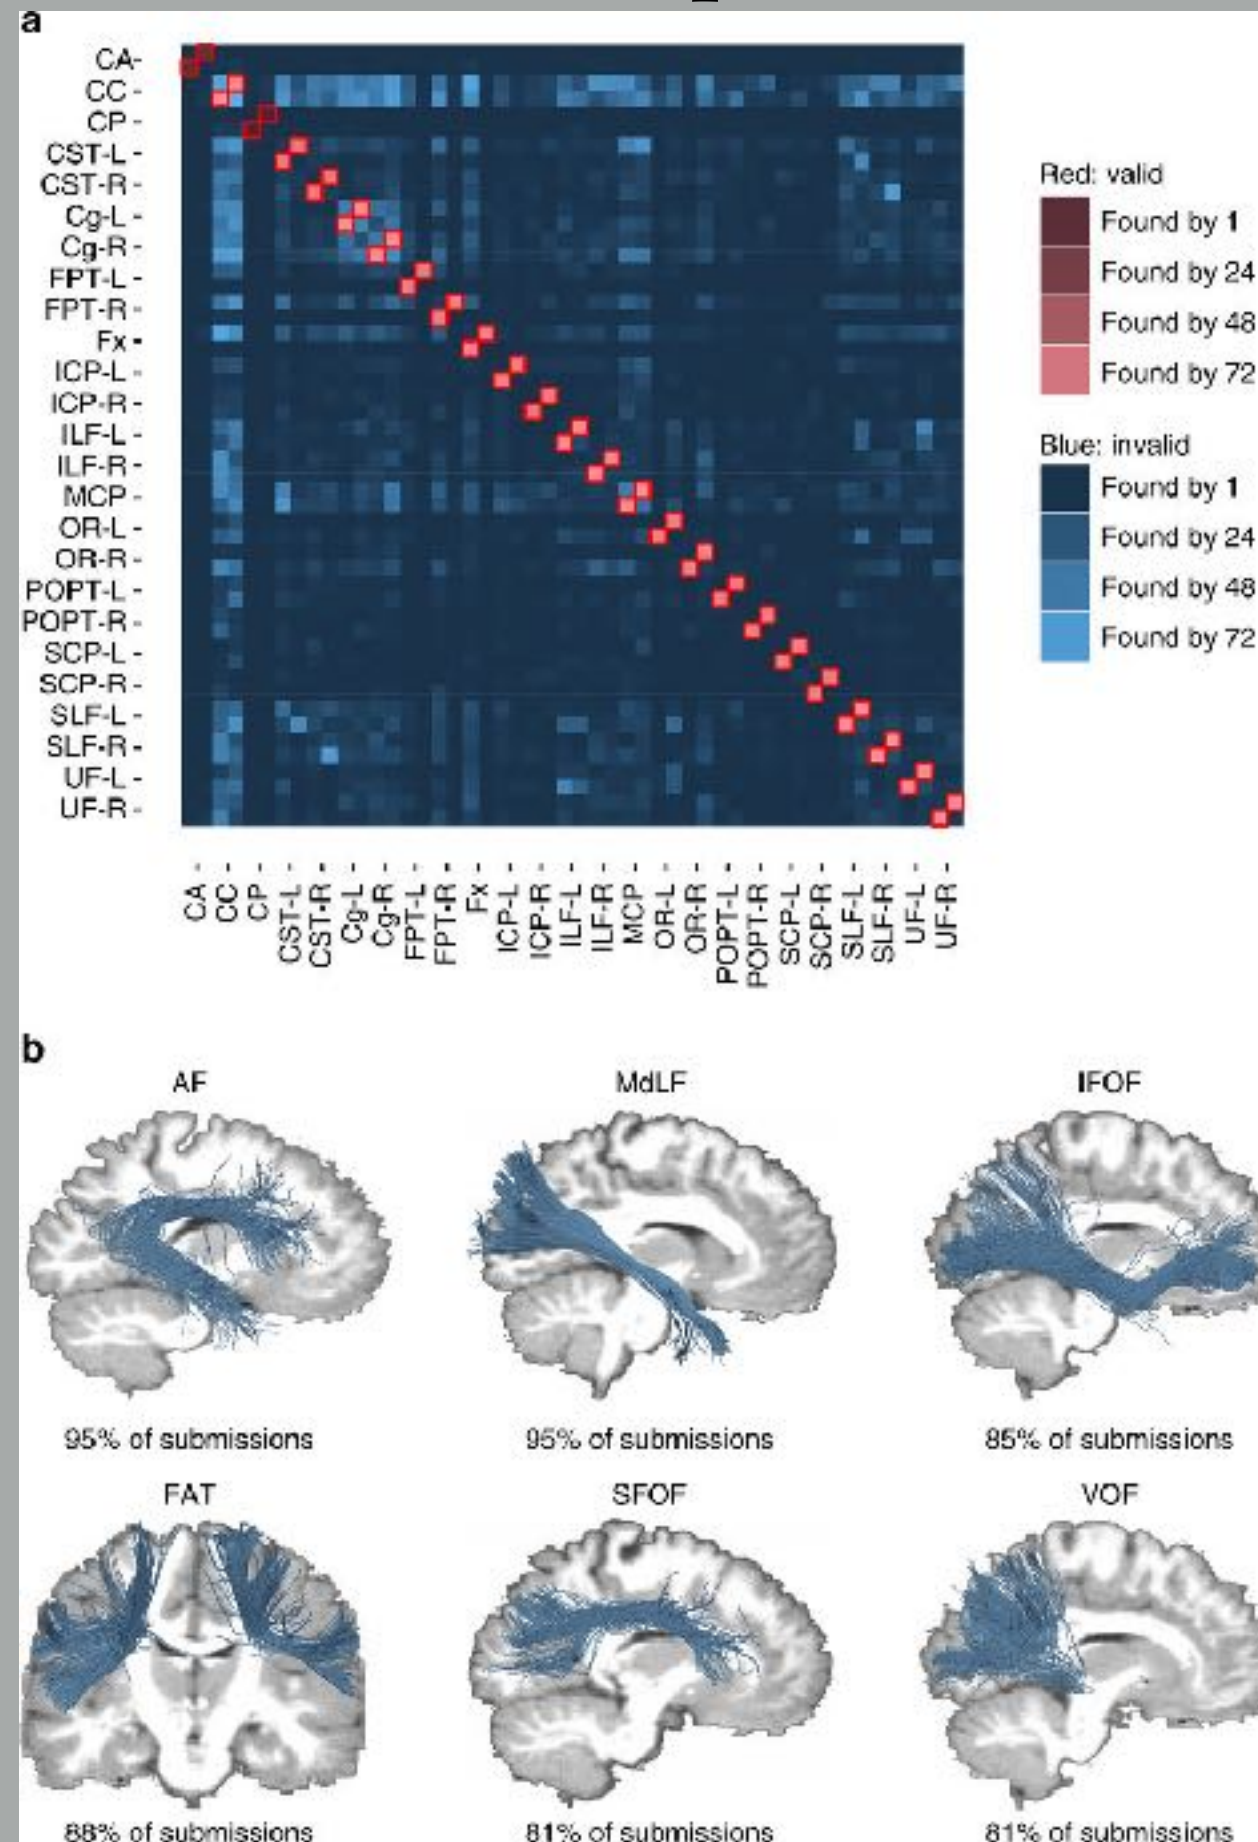 a
CA
CC
CP
CST-L
CST-R
Cg-L
Cg-R
FPT-L
FPT-R
Fx
ICP-L
ICP-R
ILF-L
ILF-R
MCP
OR-L
OR-R
POPT-L
POPT-R
SCP-L
SCP-R
SLF-L
SLF-R
UF-L
UF-R
CA
CC
CP
CST-L
CST-R
Cg-L
Cg-R
FPT-L
FPT-R
Fx
ICP-L
ICP-R
ILF-L
ILF-R
MCP
OR-L
OR-R
POPT-L
POPT-R
SCP-L
SCP-R
SLF-L
SLF-R
UF-L
UF-R
Red: valid
Found by 1
Found by 24
Found by 48
Found by 72
Blue: invalid
Found by 1
Found by 24
Found by 48
Found by 72
b
AF
MdLF
IFOF
95% of submissions
95% of submissions
85% of submissions
FAT
SFOF
VOF
88% of submissions
81% of submissions
81% of submissions